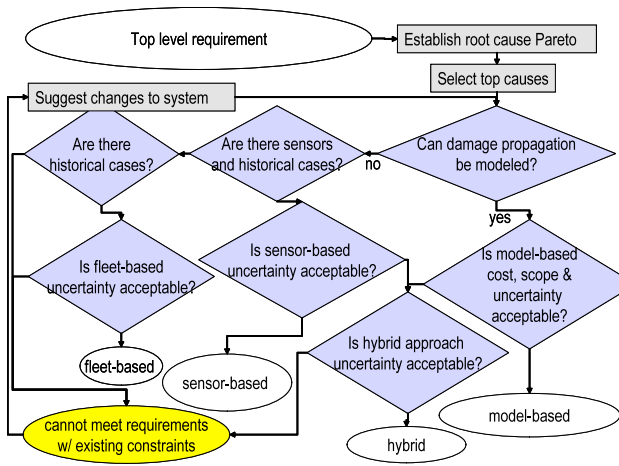 Top level requirement
Establish root cause Pareto
Select top causes
Suggest changes to system
Are there
historical cases?
Are there sensors
and historical cases?
no
Can damage propagation
be modeled?
yes
Is fleet-based
uncertainty acceptable?
Is sensor-based
uncertainty acceptable?
Is model-based
cost, scope &
uncertainty
acceptable?
Is hybrid approach
uncertainty acceptable?
fleet-based
sensor-based
cannot meet requirements
w/ existing constraints
hybrid
model-based